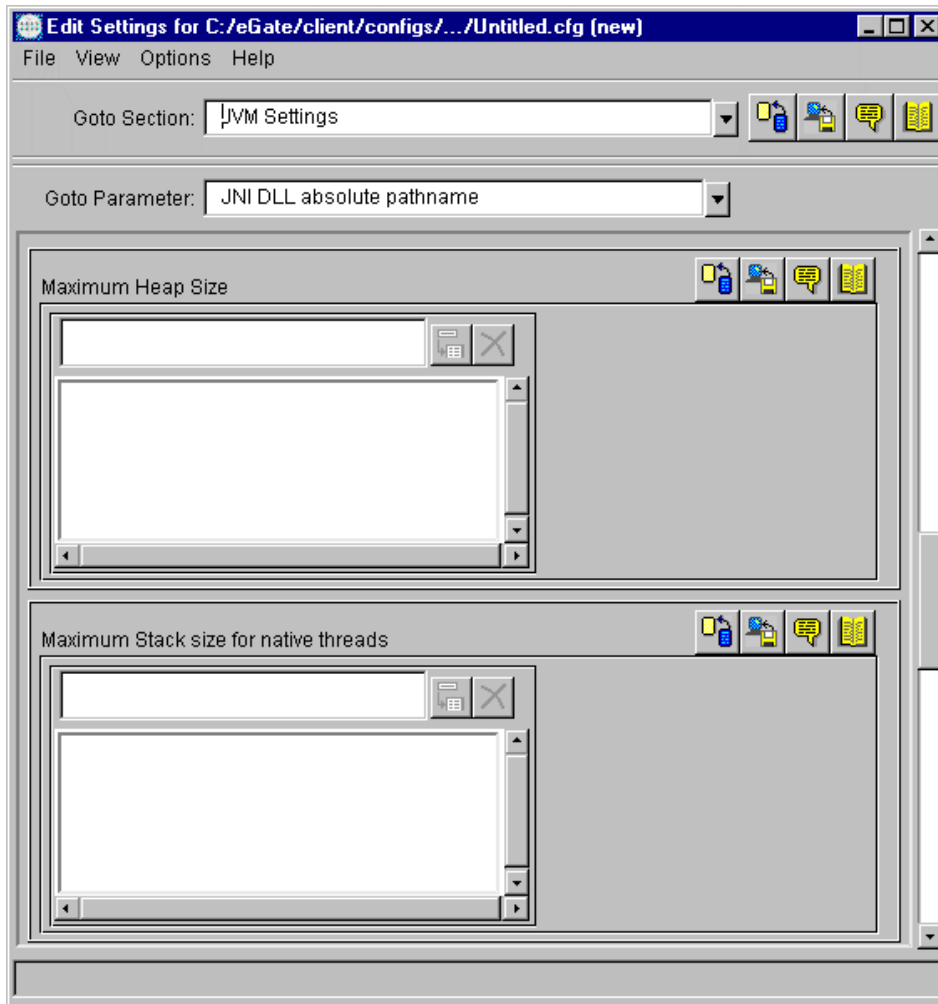 Edit Settings for C:/eGate/client/configs/.../Untitled.cfg (new)
File View Options Help
Goto Section: JVM Settings
Goto Parameter: JNI DLL absolute pathname
Maximum Heap Size
Maximum Stack size for native threads